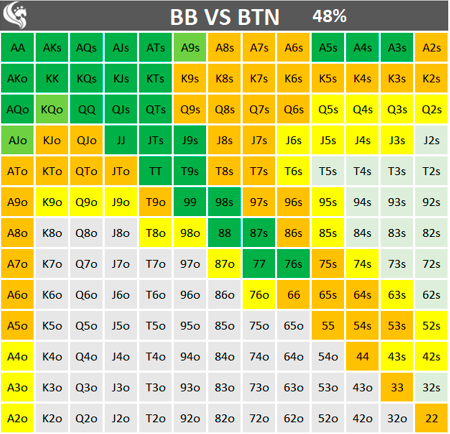 BB VS BTN 48%
AA AKs AQs AJs ATs A9s A8s A7s A6s A5s A4s A3s A2s
AKo KK KQs KJs KTs K9s K8s K7s K6s K5s K4s K3s K2s
AQo KQo QQ QJs QTs Q9s Q8s Q7s Q6s Q5s Q4s Q3s Q2s
AJo KJo QJo JJ JTs J9s J8s J7s J6s J5s J4s J3s J2s
ATo KTo QTo JTo TT T9s T8s T7s T6s T5s T4s T3s T2s
A9o K9o Q9o J9o T9o 99 98s 97s 96s 95s 94s 93s 92s
A8o K8o Q8o J8o T8o 98o 88 87s 86s 85s 84s 83s 82s
A7o K7o Q7o J7o T7o 97o 87o 77 76s 75s 74s 73s 72s
A6o K6o Q6o J6o T6o 96o 86o 76o 66 65s 64s 63s 62s
A5o K5o Q5o J5o T5o 95o 85o 75o 65o 55 54s 53s 52s
A4o K4o Q4o J4o T4o 94o 84o 74o 64o 54o 44 43s 42s
A3o K3o Q3o J3o T3o 93o 83o 73o 63o 53o 43o 33 32s
A2o K2o Q2o J2o T2o 92o 82o 72o 62o 52o 42o 32o 22